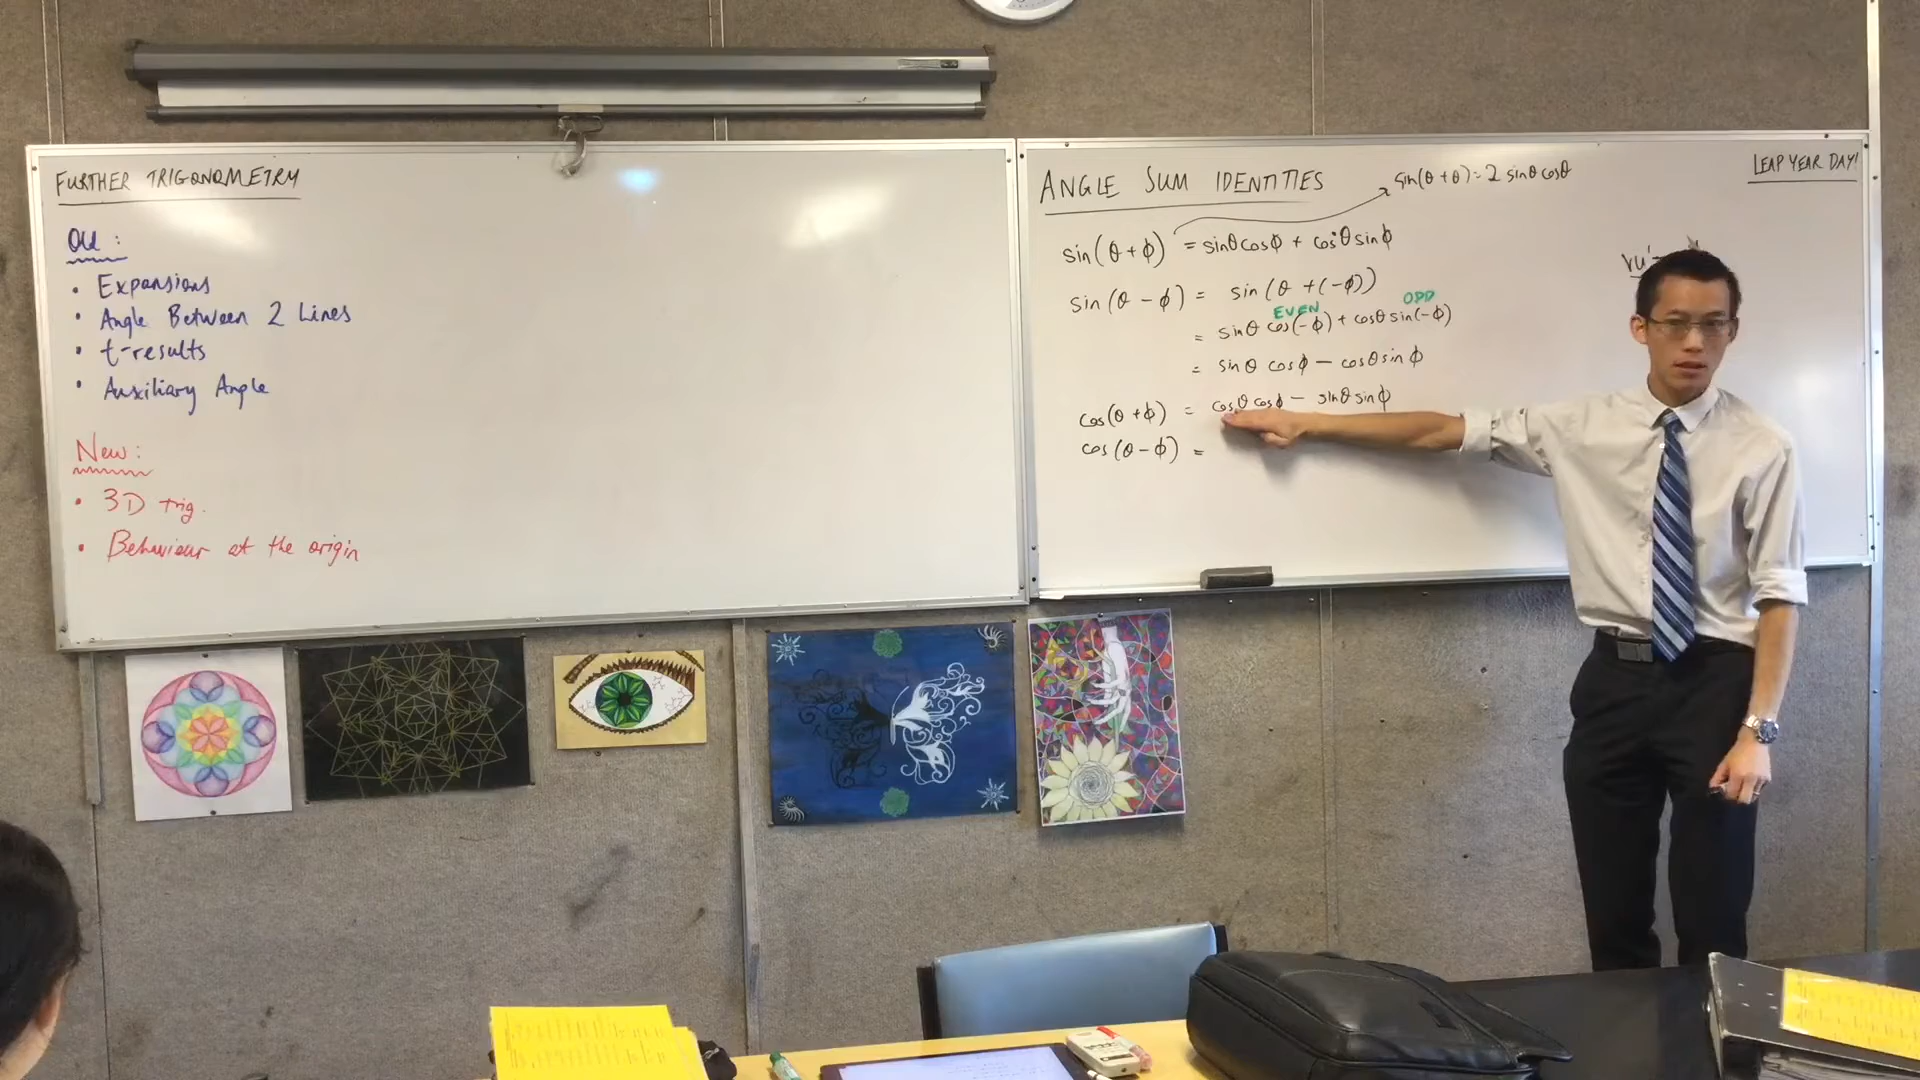 FURTHER TRIGONOMETRY
Old:
• Expansions
• Angle Between 2 Lines
• t-results
• Auxiliary Angle
New:
• 3D trig.
• Behaviour at the origin
ANGLE SUM IDENTITIES
sin(θ+θ)=2 sinθ cosθ
LEAP YEAR DAY!
sin(θ+ϕ) = sinθ cosϕ + cosθ sinϕ
sin(θ-ϕ) = sin(θ+(-ϕ))
EVEN ODD
= sinθ cos(-ϕ) + cosθ sin(-ϕ)
= sinθ cosϕ - cosθ sinϕ
cos(θ+ϕ) = cosθ cosϕ - sinθ sinϕ
cos(θ-ϕ) =